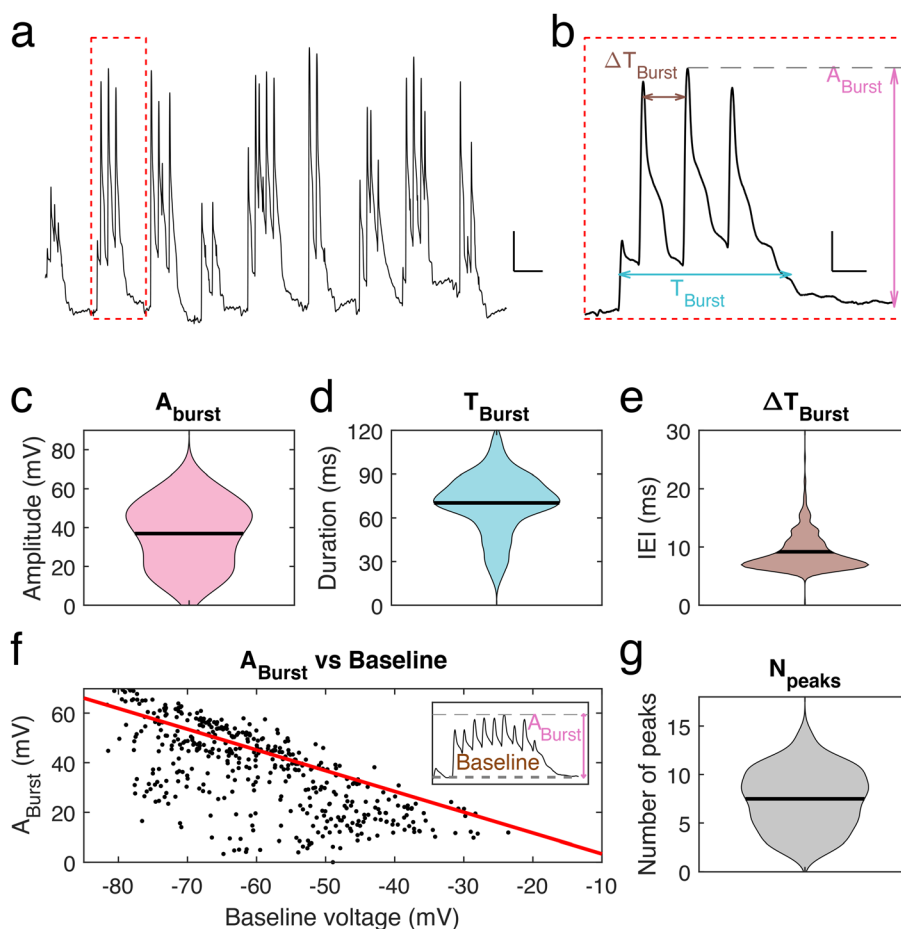 a
b
ΔT_Burst
A_Burst
T_Burst
c
A_burst
Amplitude (mV)
80
60
40
20
0
d
T_Burst
Duration (ms)
120
90
60
30
0
e
ΔT_Burst
IEI (ms)
30
20
10
0
f
A_Burst vs Baseline
A_Burst (mV)
60
40
20
0
-80 -70 -60 -50 -40 -30 -20 -10
Baseline voltage (mV)
A_Burst
Baseline
g
N_peaks
Number of peaks
15
10
5
0